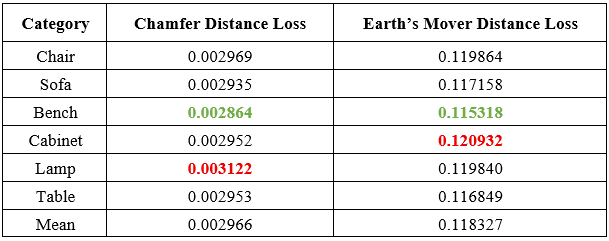 Category Chamfer Distance Loss Earth's Mover Distance Loss
Chair 0.002969 0.119864
Sofa 0.002935 0.117158
Bench 0.002864 0.115318
Cabinet 0.002952 0.120932
Lamp 0.003122 0.119840
Table 0.002953 0.116849
Mean 0.002966 0.118327